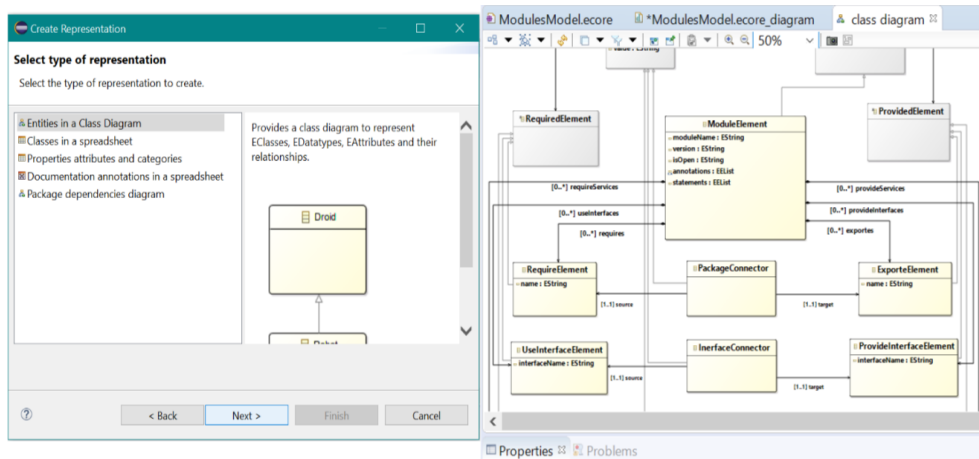 Create Representation
Select type of representation
Select the type of representation to create.
Entities in a Class Diagram
Classes in a spreadsheet
Properties attributes and categories
Documentation annotations in a spreadsheet
Package dependencies diagram
Provides a class diagram to represent
EClasses, EDatatypes, EAttributes and their
relationships.
Droid
< Back
Next >
Finish
Cancel
ModulesModel.ecore
*ModulesModel.ecore_diagram
class diagram
50%
value : EString
RequiredElement
ProvidedElement
ModuleElement
moduleName : EString
version : EString
isOpen : EString
annotations : EEList
statements : EEList
[0..*] requireServices
[0..*] provideServices
[0..*] useInterfaces
[0..*] provideInterfaces
[0..*] requires
[0..*] exportes
RequireElement
name : EString
PackageConnector
ExporteElement
name : EString
[1..1] source
[1..1] target
UseInterfaceElement
interfaceName : EString
InerfaceConnector
ProvideInterfaceElement
interfaceName : EString
[1..1] source
[1..1] target
Properties
Problems